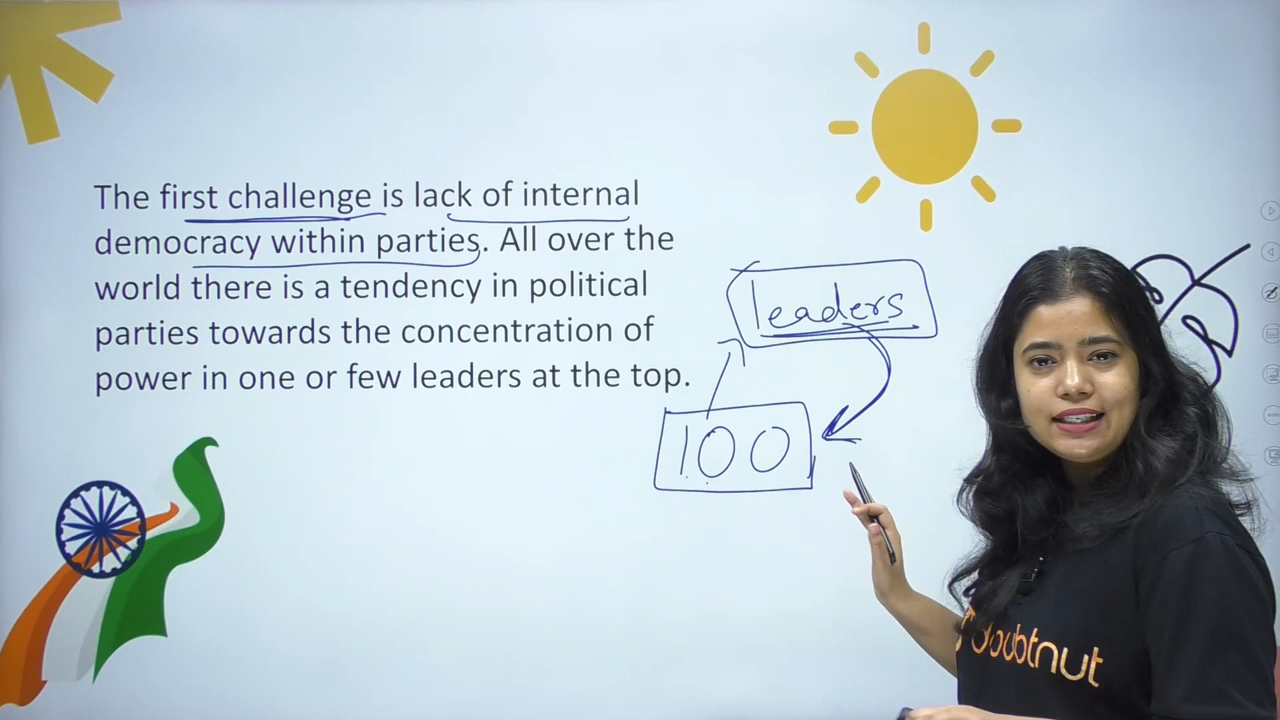 The first challenge is lack of internal
democracy within parties. All over the
world there is a tendency in political
parties towards the concentration of
power in one or few leaders at the top.
leaders
100
doubtnut